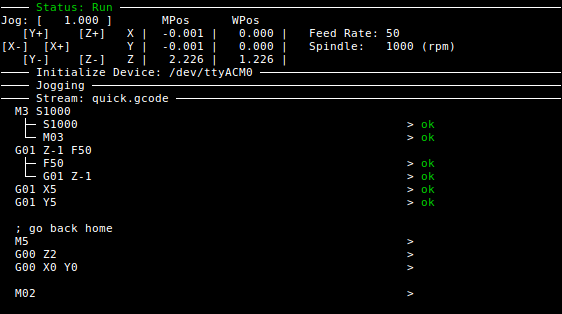 Status: Run
Jog: [   1.000 ]       MPos    WPos
[Y+]    [Z+]   X |  -0.001 |   0.000 |   Feed Rate: 50
[X-]  [X+]        Y |  -0.001 |   0.000 |   Spindle:   1000 (rpm)
[Y-]    [Z-]   Z |   2.226 |   1.226 |
Initialize Device: /dev/ttyACM0
Jogging
Stream: quick.gcode
M3 S1000
S1000 > ok
M03 > ok
G01 Z-1 F50
F50 > ok
G01 Z-1 > ok
G01 X5 > ok
G01 Y5 > ok
; go back home
M5 >
G00 Z2 >
G00 X0 Y0 >
M02 >